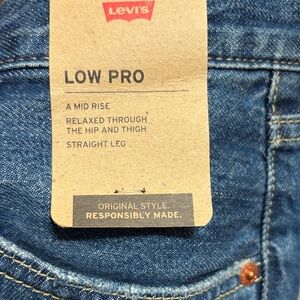 Levi's
LOW PRO
A MID RISE
RELAXED THROUGH
THE HIP AND THIGH
STRAIGHT LEG
ORIGINAL STYLE.
RESPONSIBLY MADE.